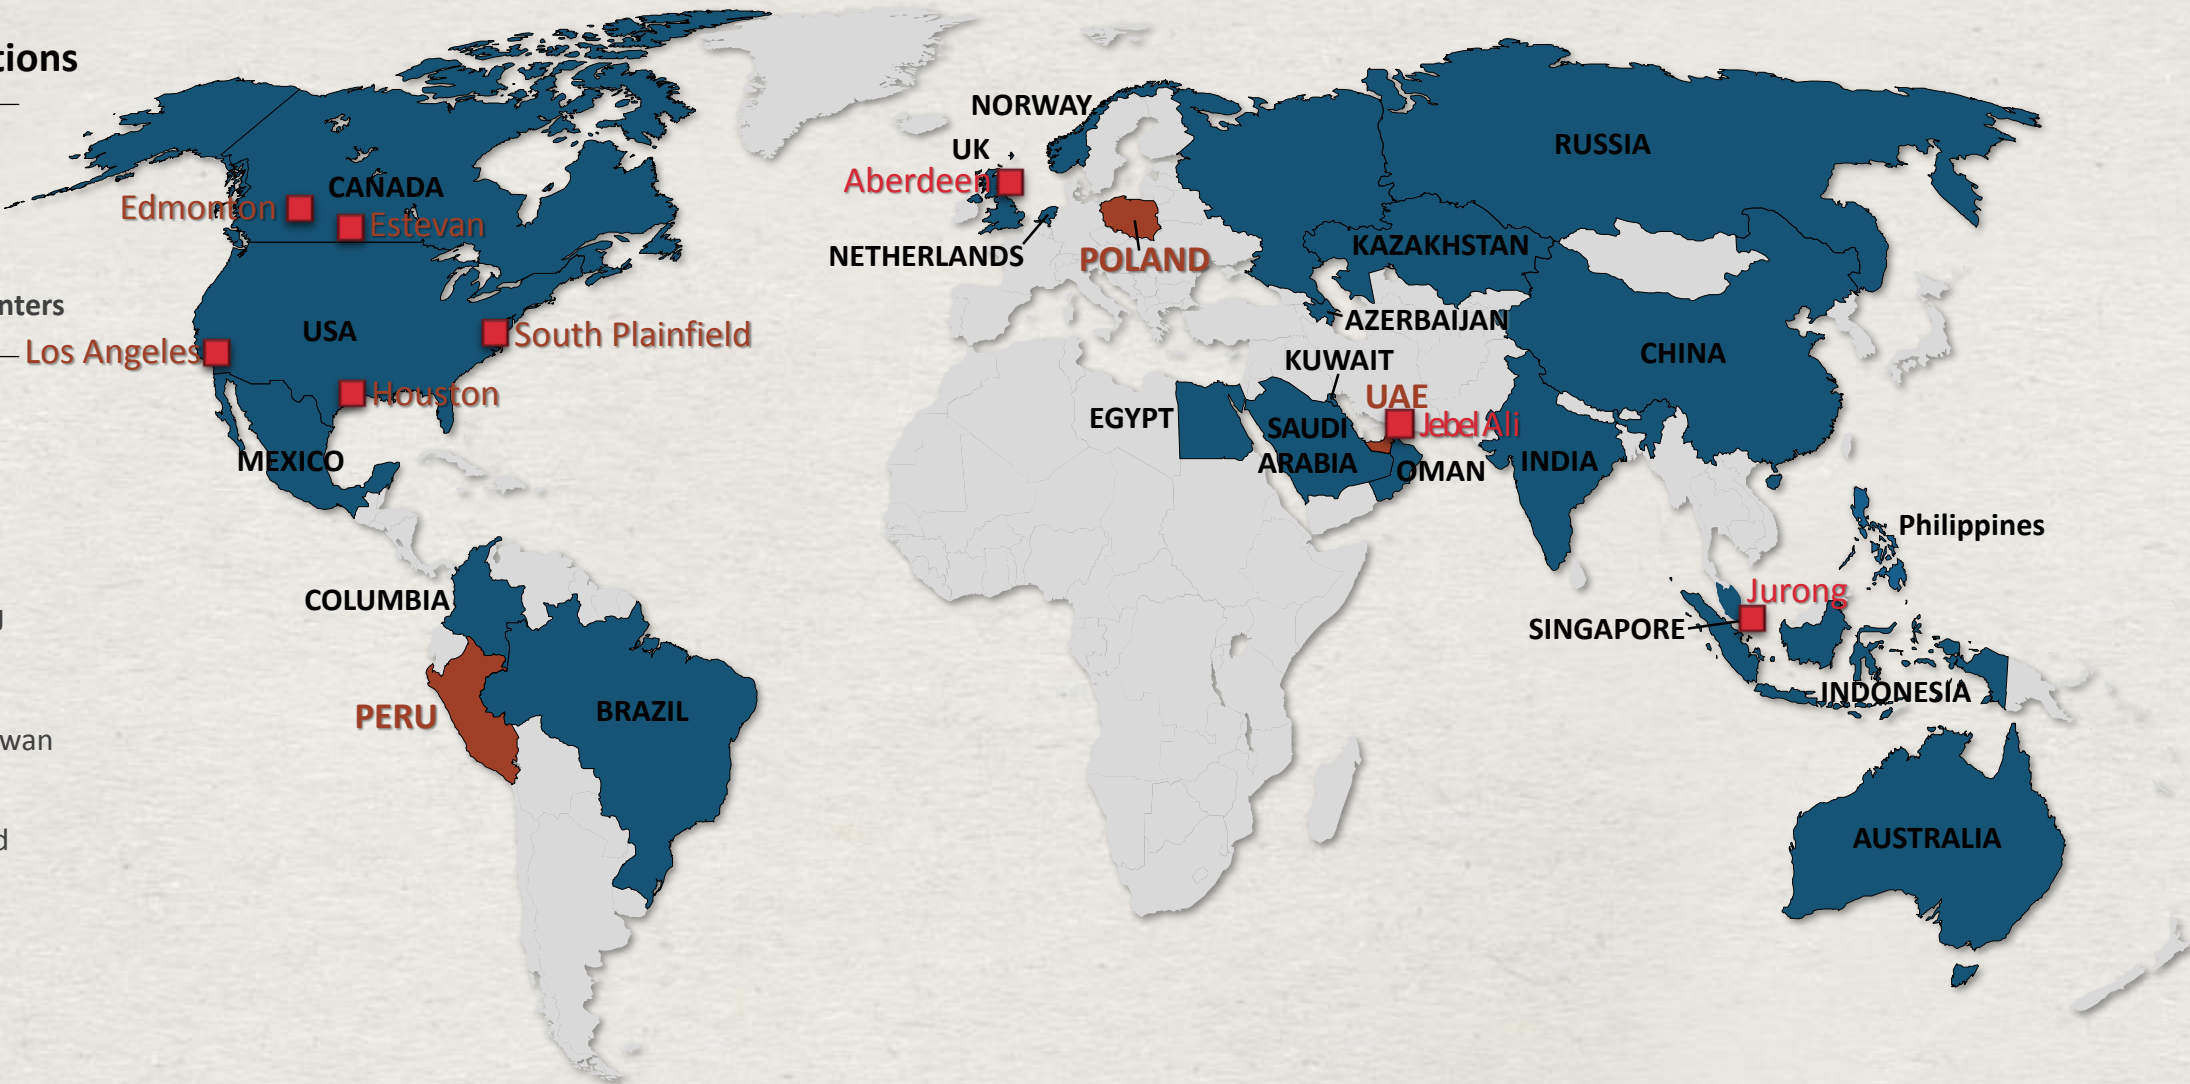 tions
NORWAY
UK
RUSSIA
CANADA
Aberdeen
Edmonton
Estevan
KAZAKHSTAN
NETHERLANDS
POLAND
nters
AZERBAIJAN
USA
South Plainfield
Los Angeles
CHINA
KUWAIT
UAE
Houston
EGYPT
SAUDI
ARABIA
Jebel Ali
MEXICO
OMAN
INDIA
Philippines
COLUMBIA
Jurong
g
SINGAPORE
INDONESIA
PERU
BRAZIL
wan
d
AUSTRALIA